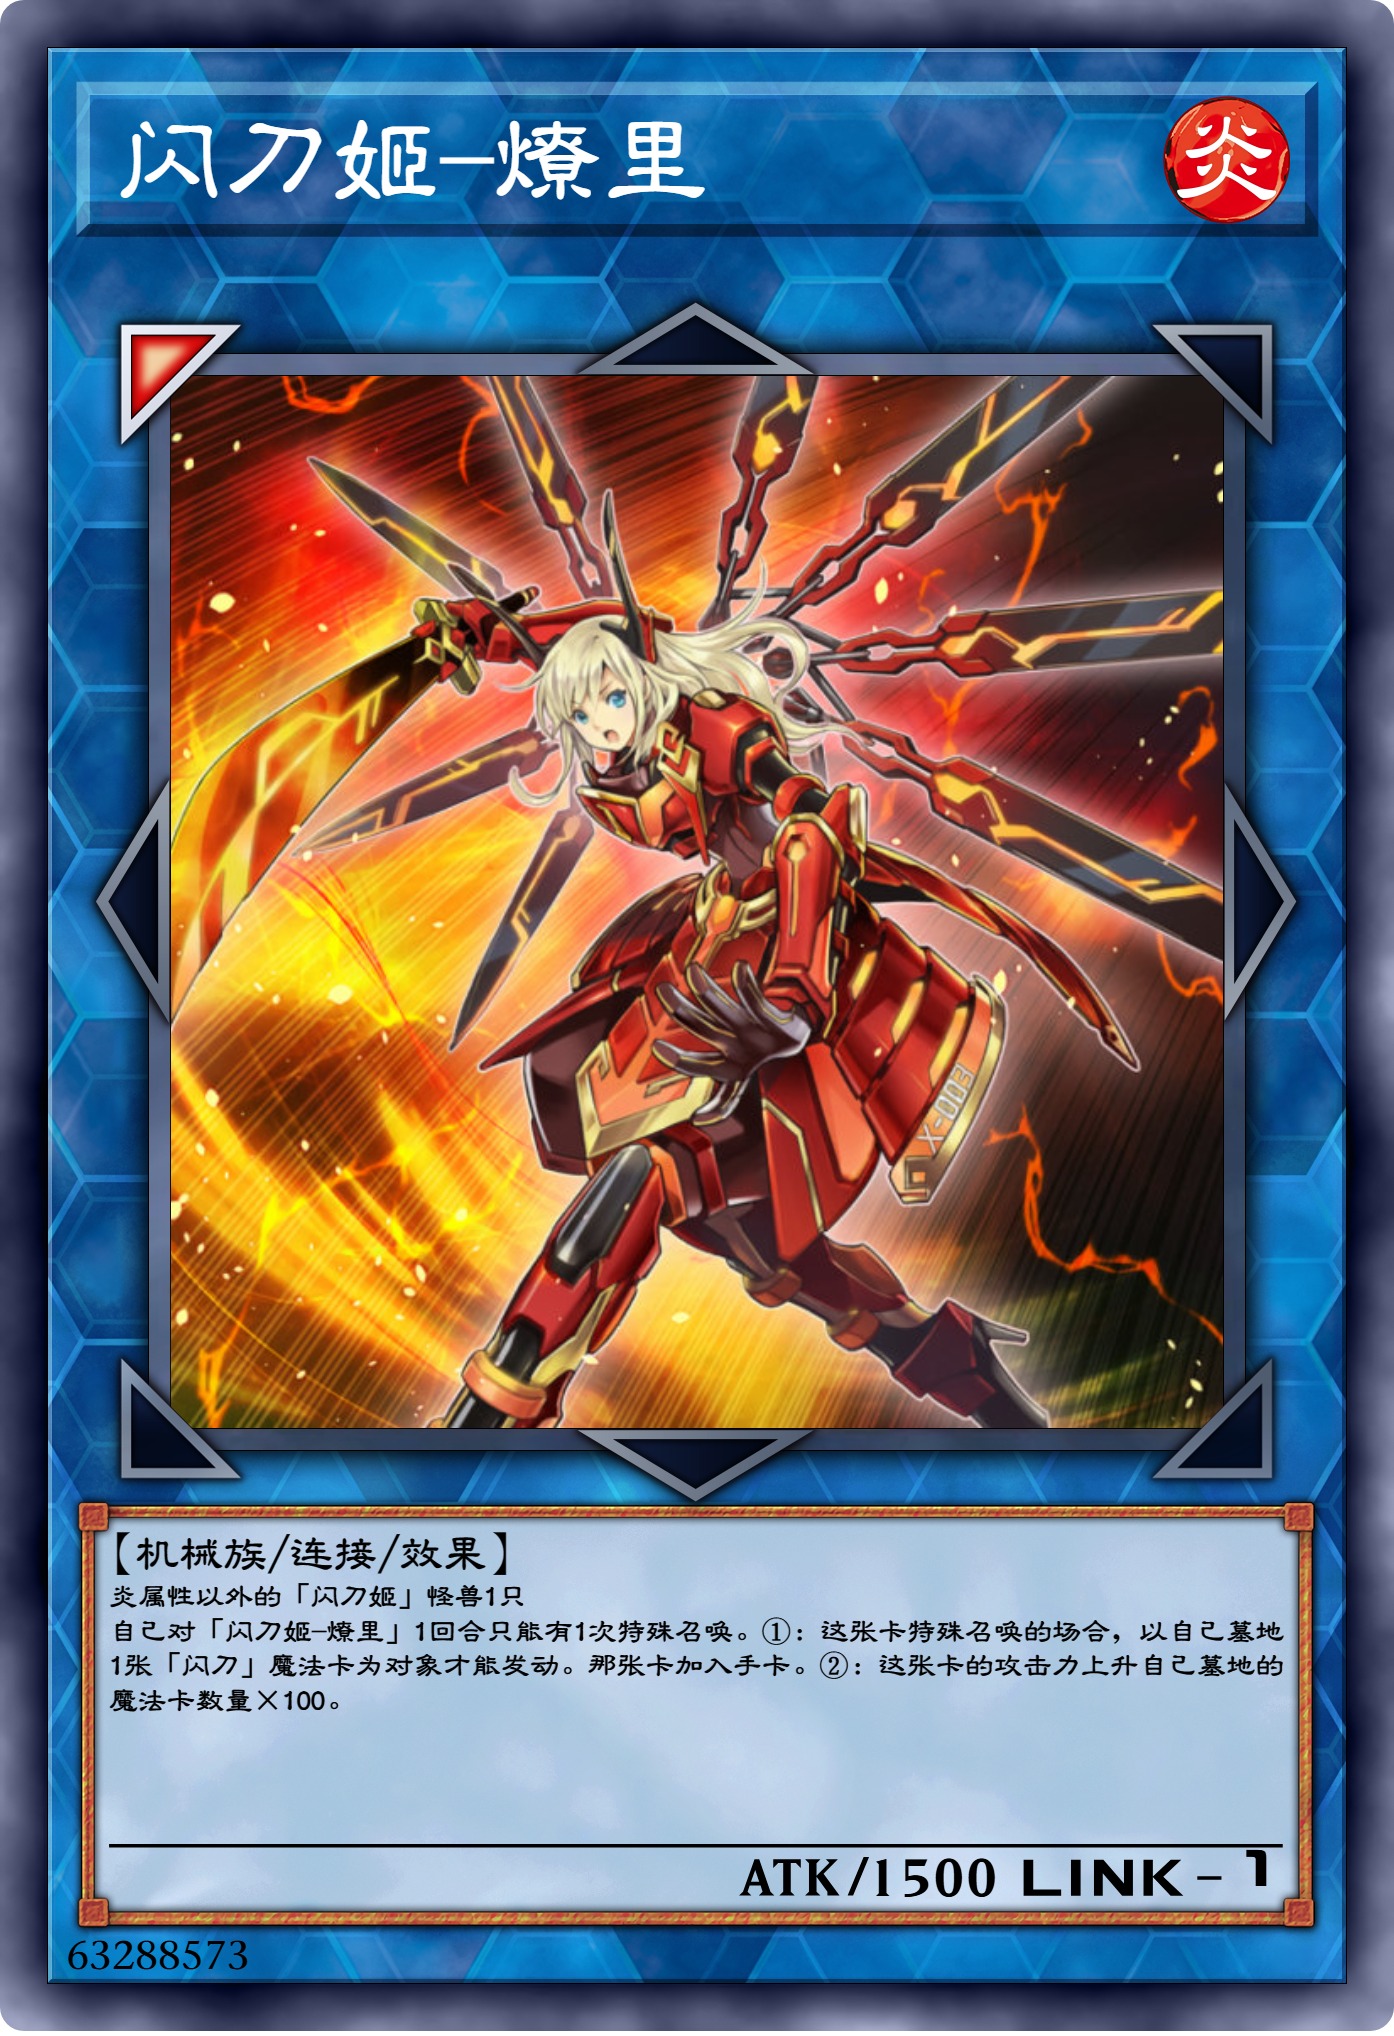 闪刀姬-燎里
炎
X-003
【机械族/连接/效果】
炎属性以外的「闪刀姬」怪兽1只
自己对「闪刀姬-燎里」1回合只能有1次特殊召唤。①：这张卡特殊召唤的场合，以自己墓地
1张「闪刀」魔法卡为对象才能发动。那张卡加入手卡。②：这张卡的攻击力上升自己墓地的
魔法卡数量×100。
ATK/1500 LINK-1
63288573